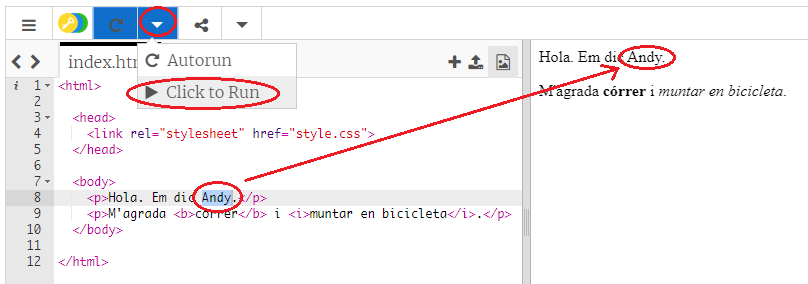 Autorun
Click to Run
index.ht
i 1 <html>
2
3 <head>
4 <link rel="stylesheet" href="style.css">
5 </head>
6
7 <body>
8 <p>Hola. Em dic Andy.</p>
9 <p>M'agrada <b>córrer</b> i <i>muntar en bicicleta</i>.</p>
10 </body>
11
12 </html>
Hola. Em dic Andy.
M'agrada córrer i muntar en bicicleta.